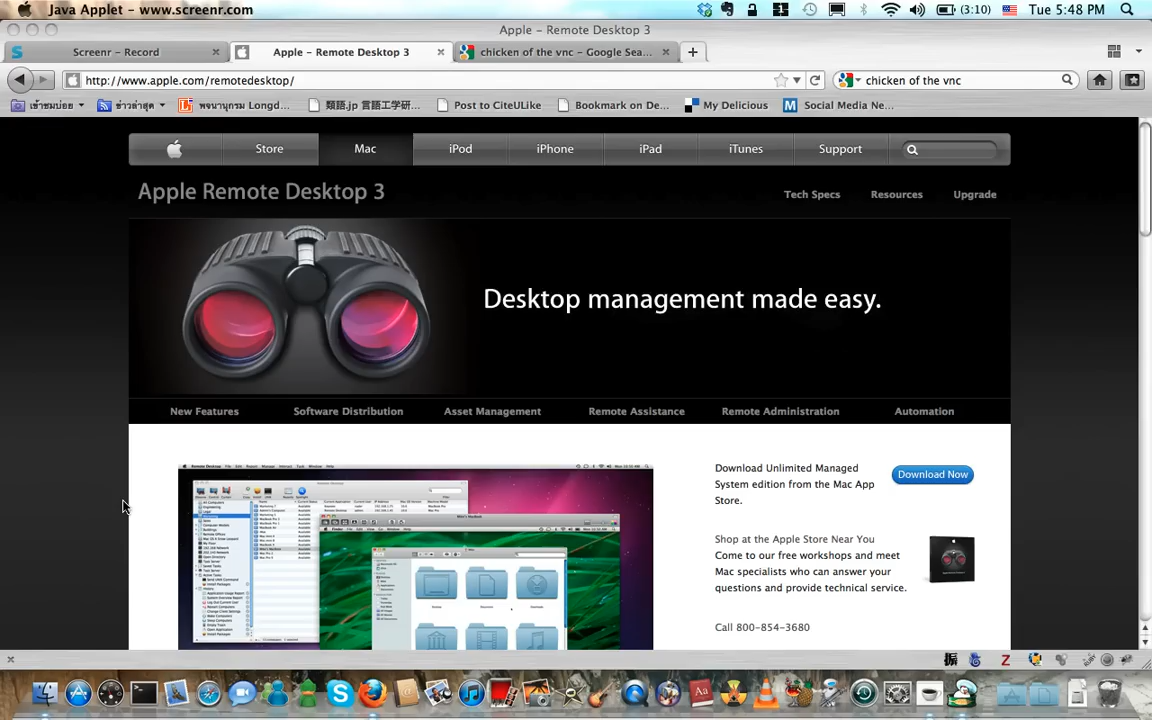 Java Applet - www.screenr.com
1
(3:10)
Tue 5:48 PM
Apple - Remote Desktop 3
Screenr - Record
Apple - Remote Desktop 3
chicken of the vnc - Google Sea...
http://www.apple.com/remotedesktop/
chicken of the vnc
เข้าชมบ่อย
ข่าวล่าสุด
พจนานุกรม Longd...
類語.jp 言語工学研...
Post to CiteULike
Bookmark on De...
My Delicious
Social Media Ne...
Store
Mac
iPod
iPhone
iPad
iTunes
Support
Apple Remote Desktop 3
Tech Specs
Resources
Upgrade
Desktop management made easy.
New Features
Software Distribution
Asset Management
Remote Assistance
Remote Administration
Automation
Download Unlimited Managed
System edition from the Mac App
Store.
Download Now
Shop at the Apple Store Near You
Come to our free workshops and meet
Mac specialists who can answer your
questions and provide technical service.
Call 800-854-3680